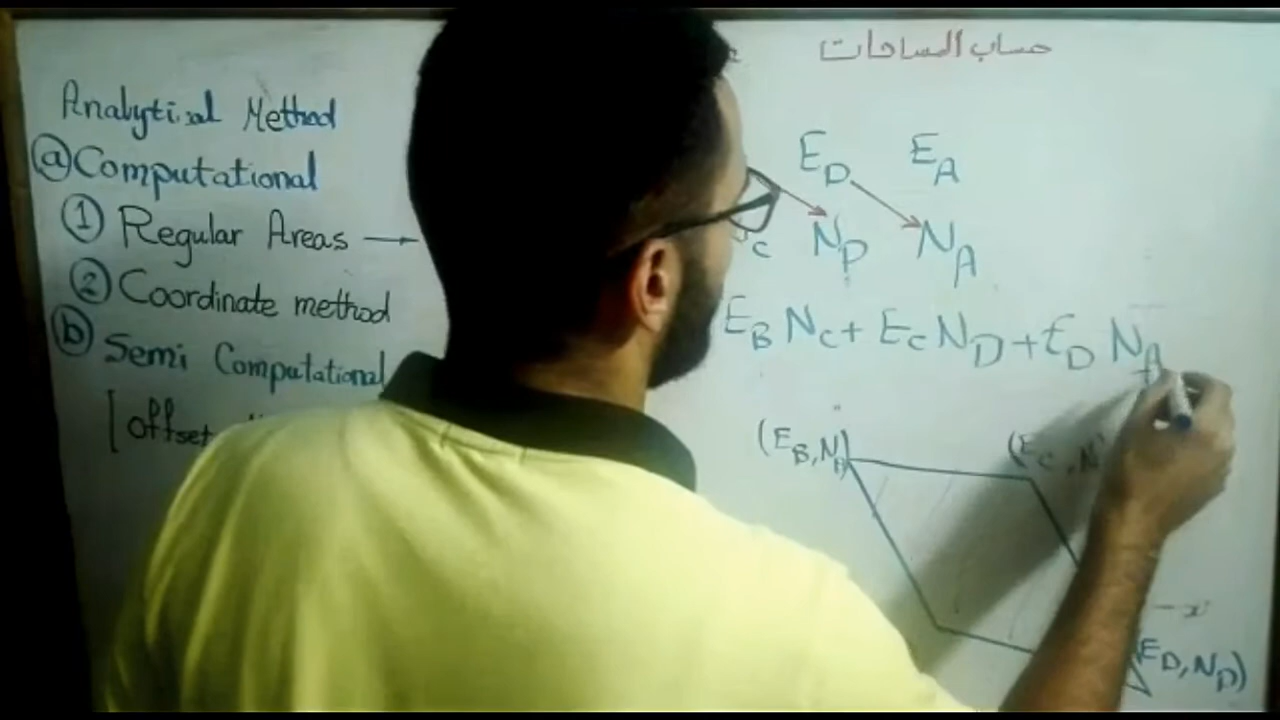 حساب المساحات
Analytical Method
ⓐ Computational
① Regular Areas →
② Coordinate method
ⓑ Semi Computational
[ offset
E_D E_A
C N_D N_A
E_B N_C + E_C N_D + E_D N_A
(E_B, N_B)
(E_C, N
E_D, N_D)